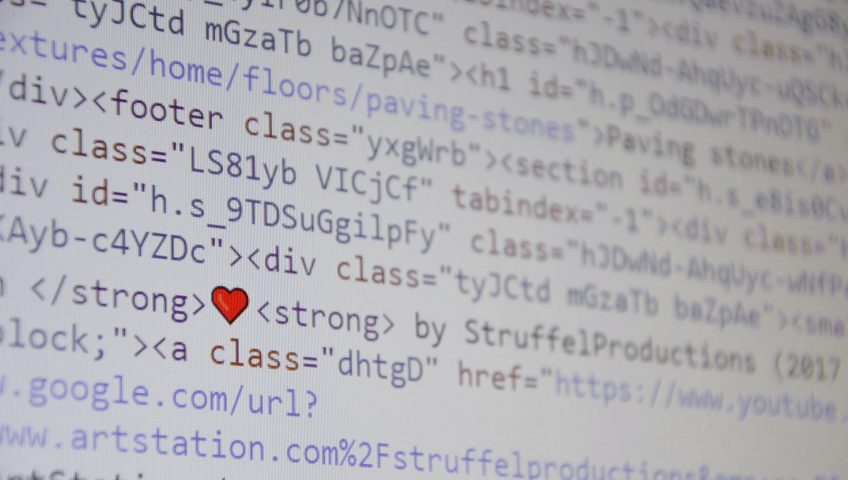 tyJCtd mGzaTb baZpAe"><h1 id="h.p_OdGDwrTPnOTG"
extures/home/floors/paving-stones">Paving stones</a>
/div><footer class="yxgWrb"><section id="h.s_e8is0Cv
iv class="LS81yb VICjCf" tabindex="-1"><div class="h
div id="h.s_9TDSuGgilpFy" class="hJDwNd-AhqUyc-wNfP
KAyb-c4YZDc"><div class="tyJCtd mGzaTb baZpAe"><sma
</strong>❤<strong> by StruffelProductions (2017
lock;"><a class="dhtgD" href="https://www.youtube.
.google.com/url?
www.artstation.com%2Fstruffelproductions